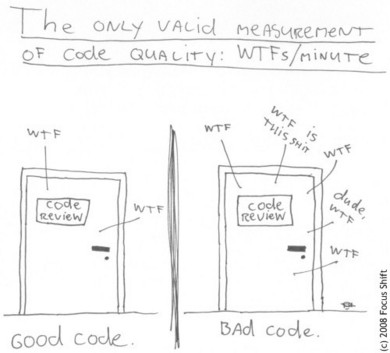 The ONLY VALID MEASUREMENT
OF CODE QUALITY: WTFs/MINUTE
WTF
CODE
REVIEW
WTF
GOOD CODE.
WTF
WTF IS
THIS SHIT
WTF
CODE
REVIEW
dude,
WTF
WTF
BAD CODE.
(c) 2008 Focus Shift